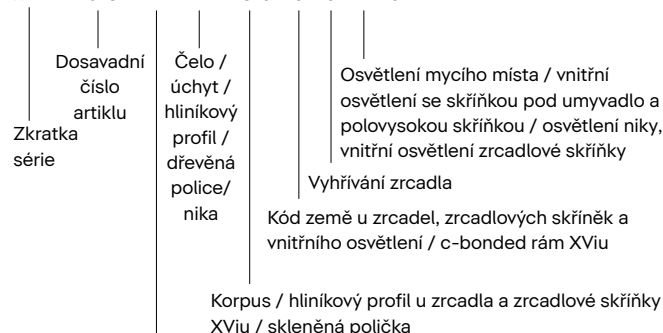 Dosavadní
číslo
artiklu
Čelo /
úchyt /
hliníkový
profil /
dřevěná
police/
nika
Osvětlení mycího místa / vnitřní
osvětlení se skříňkou pod umyvadlo a
polovysokou skříňkou / osvětlení niky,
vnitřní osvětlení zrcadlové skříňky
Zkratka
série
Vyhřívání zrcadla
Kód země u zrcadel, zrcadlových skříněk a
vnitřního osvětlení / c-bonded rám XViu
Korpus / hliníkový profil u zrcadla a zrcadlové skříňky
XViu / skleněná polička